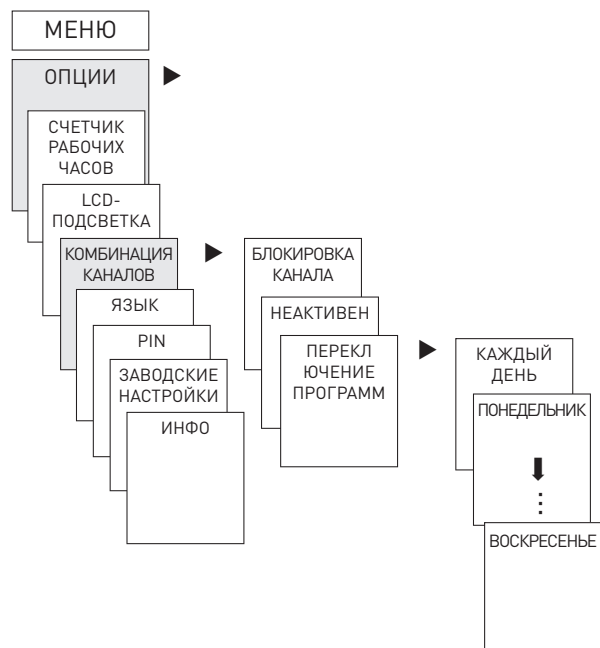 МЕНЮ
ОПЦИИ
СЧЕТЧИК
РАБОЧИХ
ЧАСОВ
LCD-
ПОДСВЕТКА
КОМБИНАЦИЯ
КАНАЛОВ
ЯЗЫК
PIN
ЗАВОДСКИЕ
НАСТРОЙКИ
ИНФО
БЛОКИРОВКА
КАНАЛА
НЕАКТИВЕН
ПЕРЕКЛ
ЮЧЕНИЕ
ПРОГРАММ
КАЖДЫЙ
ДЕНЬ
ПОНЕДЕЛЬНИК
ВОСКРЕСЕНЬЕ